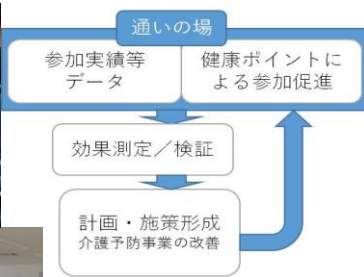 通いの場
参加実績等
データ
健康ポイントに
よる参加促進
効果測定／検証
計画・施策形成
介護予防事業の改善